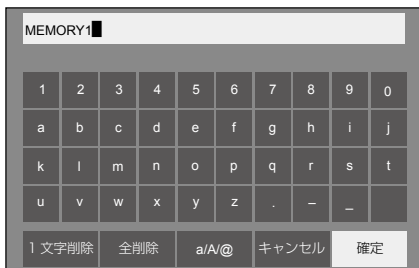 MEMORY1
1 2 3 4 5 6 7 8 9 0
a b c d e f g h i j
k l m n o p q r s t
u v w x y z . – _
1文字削除 全削除 a/A/@ キャンセル 確定